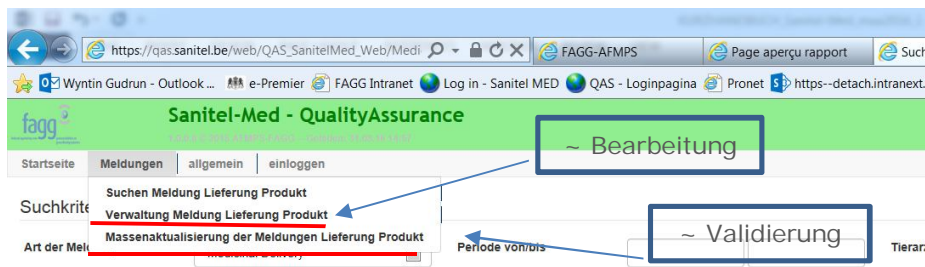 https://qas.sanitel.be/web/QAS_SanitelMed_Web/Medi
FAGG-AFMPS
Page aperçu rapport
Such
Wyntin Gudrun - Outlook ...
e-Premier
FAGG Intranet
Log in - Sanitel MED
QAS - Loginpagina
Pronet
https--detach.intranext.
fagg
Sanitel-Med - QualityAssurance
~ Bearbeitung
Startseite
Meldungen
allgemein
einloggen
Suchen Meldung Lieferung Produkt
Suchkrite
Verwaltung Meldung Lieferung Produkt
Massenaktualisierung der Meldungen Lieferung Produkt
~ Validierung
Art der Mel
Periode von/bis
Tierarz